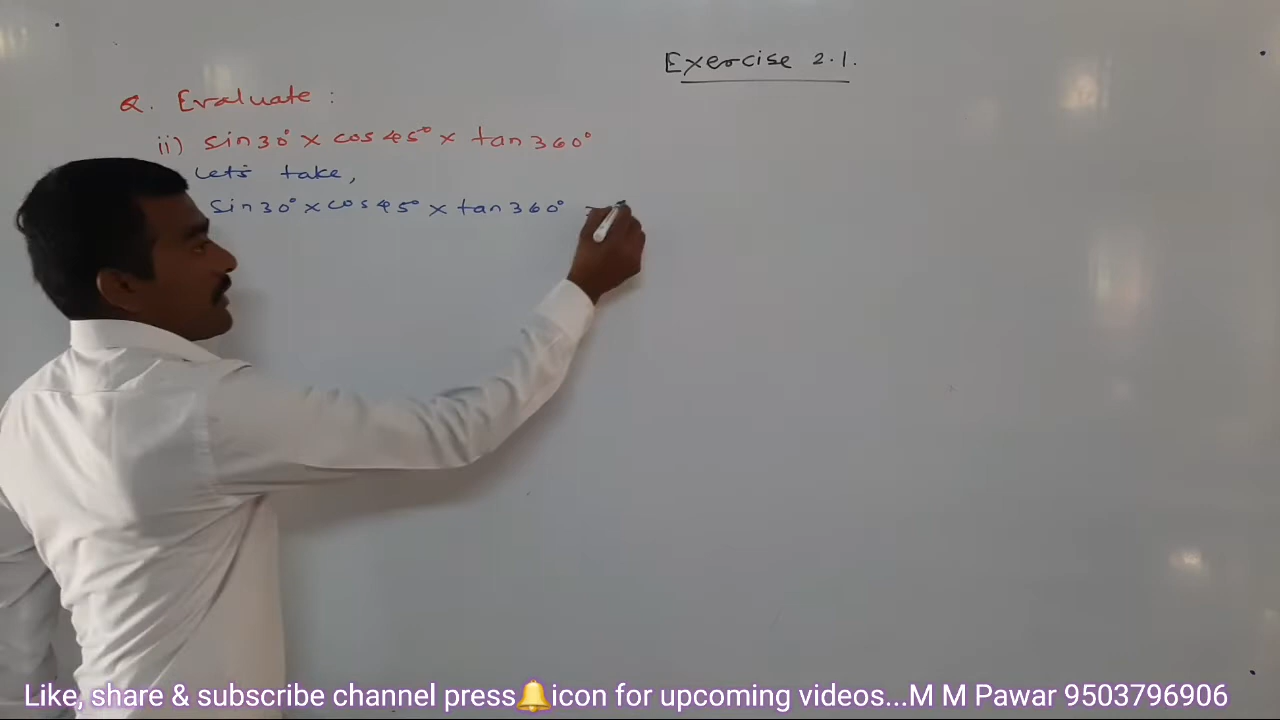 Exercise 2.1.
Q. Evaluate :
ii) sin30° × cos45° × tan360°
Let's take,
sin30° × cos45° × tan360° =
Like, share & subscribe channel press🔔icon for upcoming videos...M M Pawar 9503796906